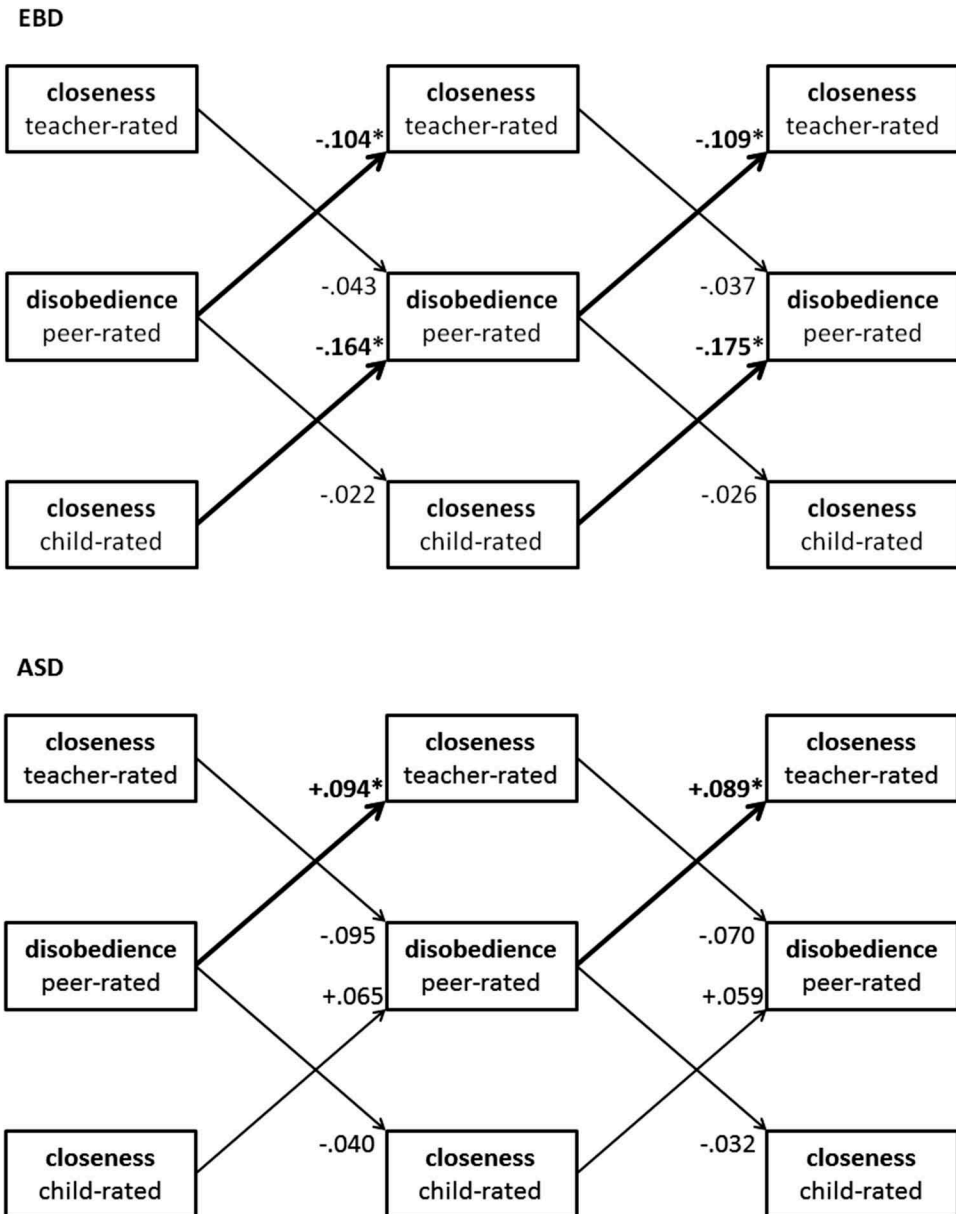 EBD
closeness closeness closeness
teacher-rated teacher-rated teacher-rated
-.104* -.109*
-.043 -.037
disobedience disobedience disobedience
peer-rated peer-rated peer-rated
-.164* -.175*
-.022 -.026
closeness closeness closeness
child-rated child-rated child-rated
ASD
closeness closeness closeness
teacher-rated teacher-rated teacher-rated
+.094* +.089*
-.095 -.070
disobedience disobedience disobedience
peer-rated peer-rated peer-rated
+.065 +.059
-.040 -.032
closeness closeness closeness
child-rated child-rated child-rated